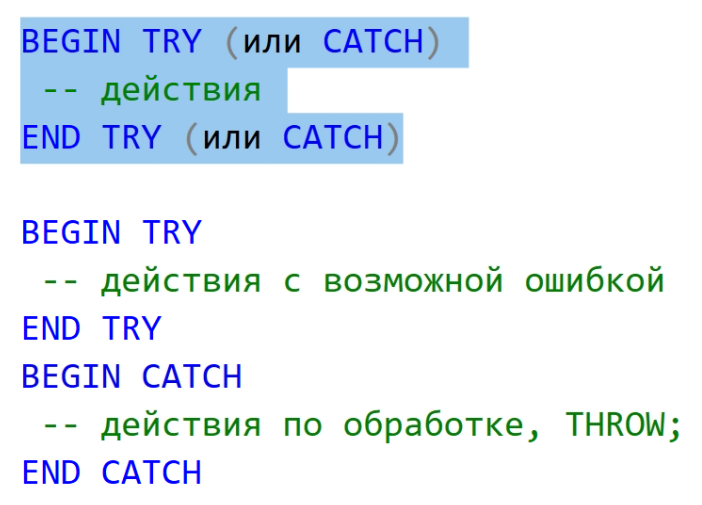 BEGIN TRY (или CATCH)
-- действия
END TRY (или CATCH)
BEGIN TRY
-- действия с возможной ошибкой
END TRY
BEGIN CATCH
-- действия по обработке, THROW;
END CATCH